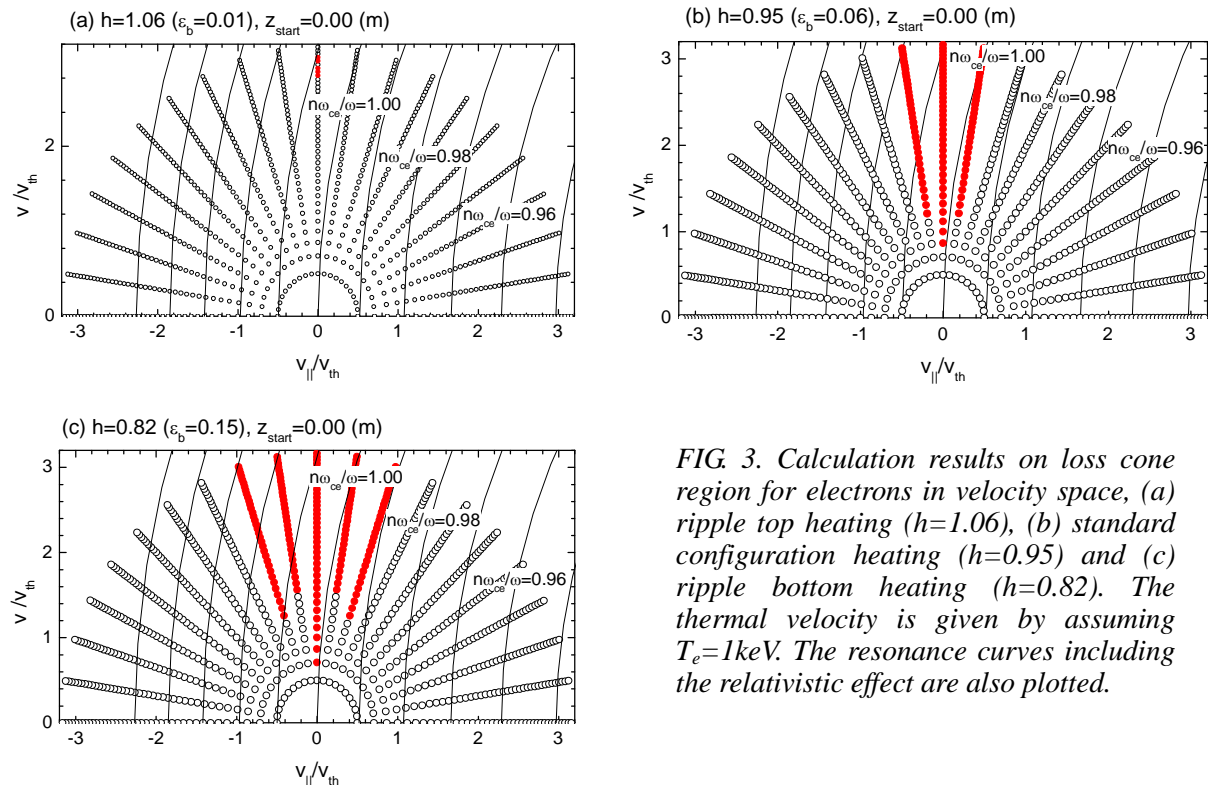 (a) h=1.06 (ε_b=0.01), z_start=0.00 (m)
nω_ce/ω=1.00
nω_ce/ω=0.98
nω_ce/ω=0.96
v /v_th
2
1
0
-3 -2 -1 0 1 2 3
v_||/v_th
(b) h=0.95 (ε_b=0.06), z_start=0.00 (m)
nω_ce/ω=1.00
nω_ce/ω=0.98
nω_ce/ω=0.96
v /v_th
3
2
1
0
-3 -2 -1 0 1 2 3
v_||/v_th
(c) h=0.82 (ε_b=0.15), z_start=0.00 (m)
nω_ce/ω=1.00
nω_ce/ω=0.98
nω_ce/ω=0.96
v /v_th
3
2
1
0
-3 -2 -1 0 1 2 3
v_||/v_th
FIG. 3. Calculation results on loss cone
region for electrons in velocity space, (a)
ripple top heating (h=1.06), (b) standard
configuration heating (h=0.95) and (c)
ripple bottom heating (h=0.82). The
thermal velocity is given by assuming
T_e=1keV. The resonance curves including
the relativistic effect are also plotted.